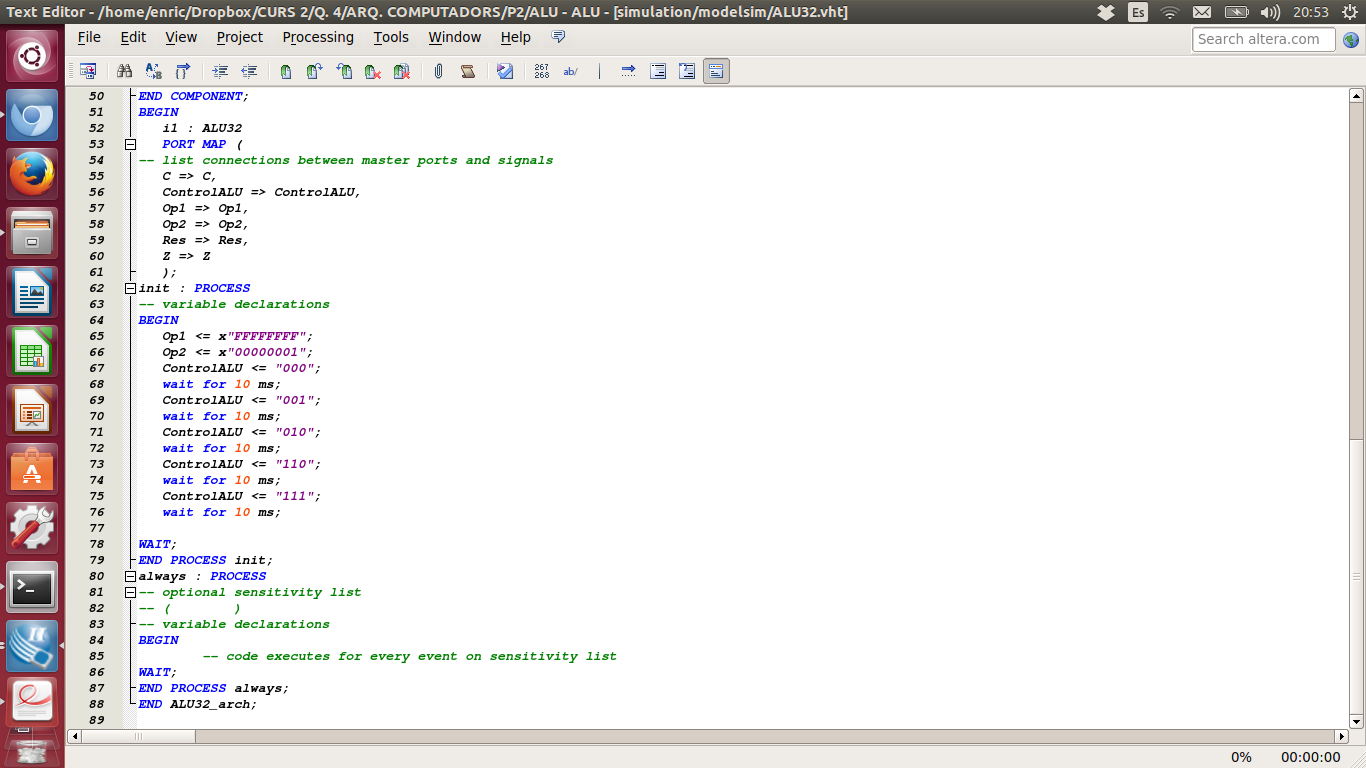 Text Editor - /home/enric/Dropbox/CURS 2/Q. 4/ARQ. COMPUTADORS/P2/ALU - ALU - [simulation/modelsim/ALU32.vht] Es 20:53
File Edit View Project Processing Tools Window Help Search altera.com
267 268 ab/
50 END COMPONENT;
51 BEGIN
52 i1 : ALU32
53 PORT MAP (
54 -- list connections between master ports and signals
55 C => C,
56 ControlALU => ControlALU,
57 Op1 => Op1,
58 Op2 => Op2,
59 Res => Res,
60 Z => Z
61 );
62 init : PROCESS
63 -- variable declarations
64 BEGIN
65 Op1 <= x"FFFFFFFF";
66 Op2 <= x"00000001";
67 ControlALU <= "000";
68 wait for 10 ms;
69 ControlALU <= "001";
70 wait for 10 ms;
71 ControlALU <= "010";
72 wait for 10 ms;
73 ControlALU <= "110";
74 wait for 10 ms;
75 ControlALU <= "111";
76 wait for 10 ms;
77
78 WAIT;
79 END PROCESS init;
80 always : PROCESS
81 -- optional sensitivity list
82 -- ( )
83 -- variable declarations
84 BEGIN
85 -- code executes for every event on sensitivity list
86 WAIT;
87 END PROCESS always;
88 END ALU32_arch;
89
0% 00:00:00